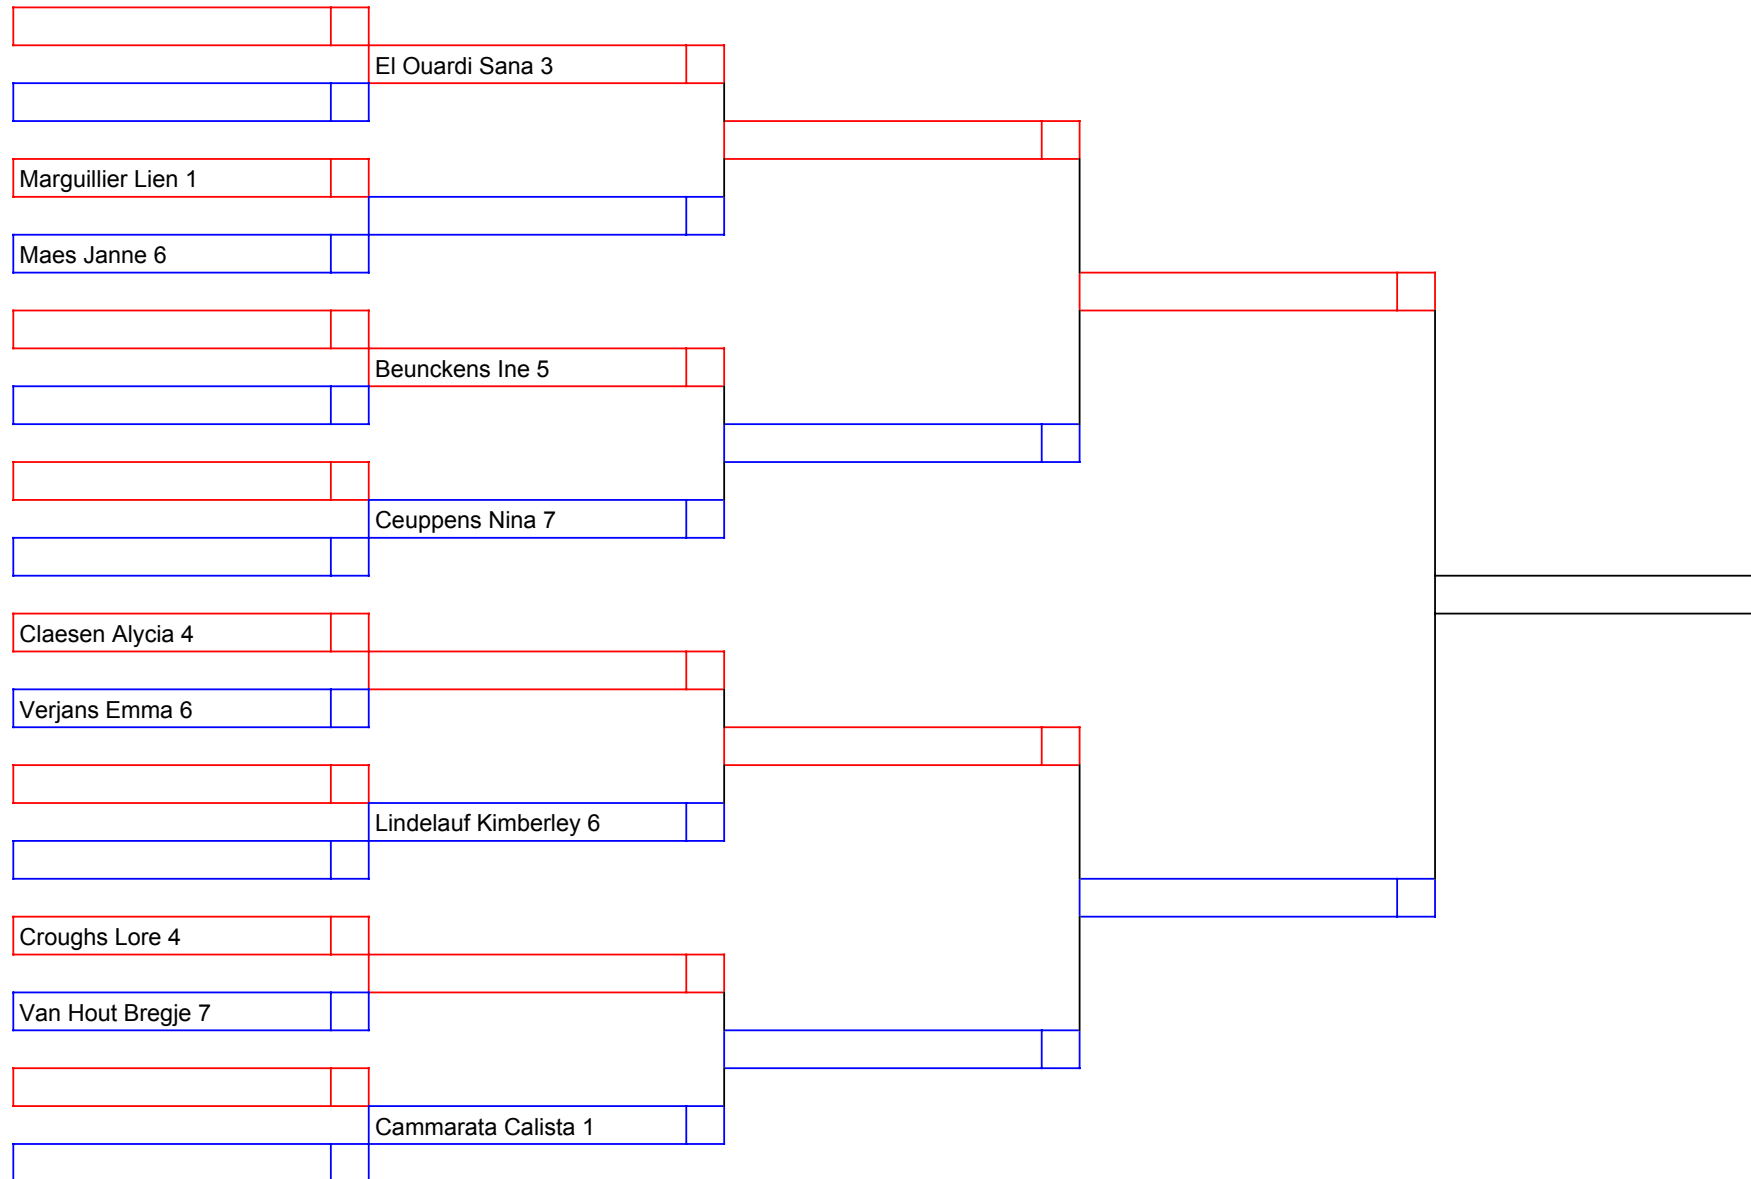 El Ouardi Sana 3
Marguillier Lien 1
Maes Janne 6
Beunckens Ine 5
Ceuppens Nina 7
Claesen Alycia 4
Verjans Emma 6
Lindelauf Kimberley 6
Croughs Lore 4
Van Hout Bregje 7
Cammarata Calista 1